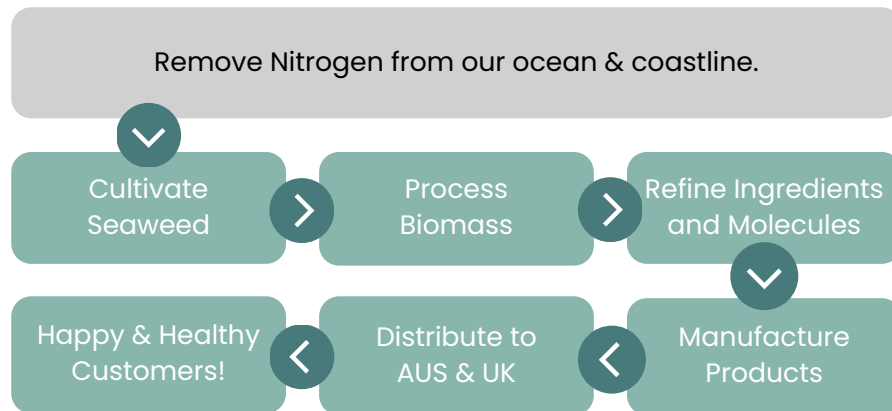 Remove Nitrogen from our ocean & coastline.
Cultivate
Seaweed
Process
Biomass
Refine Ingredients
and Molecules
Manufacture
Products
Distribute to
AUS & UK
Happy & Healthy
Customers!